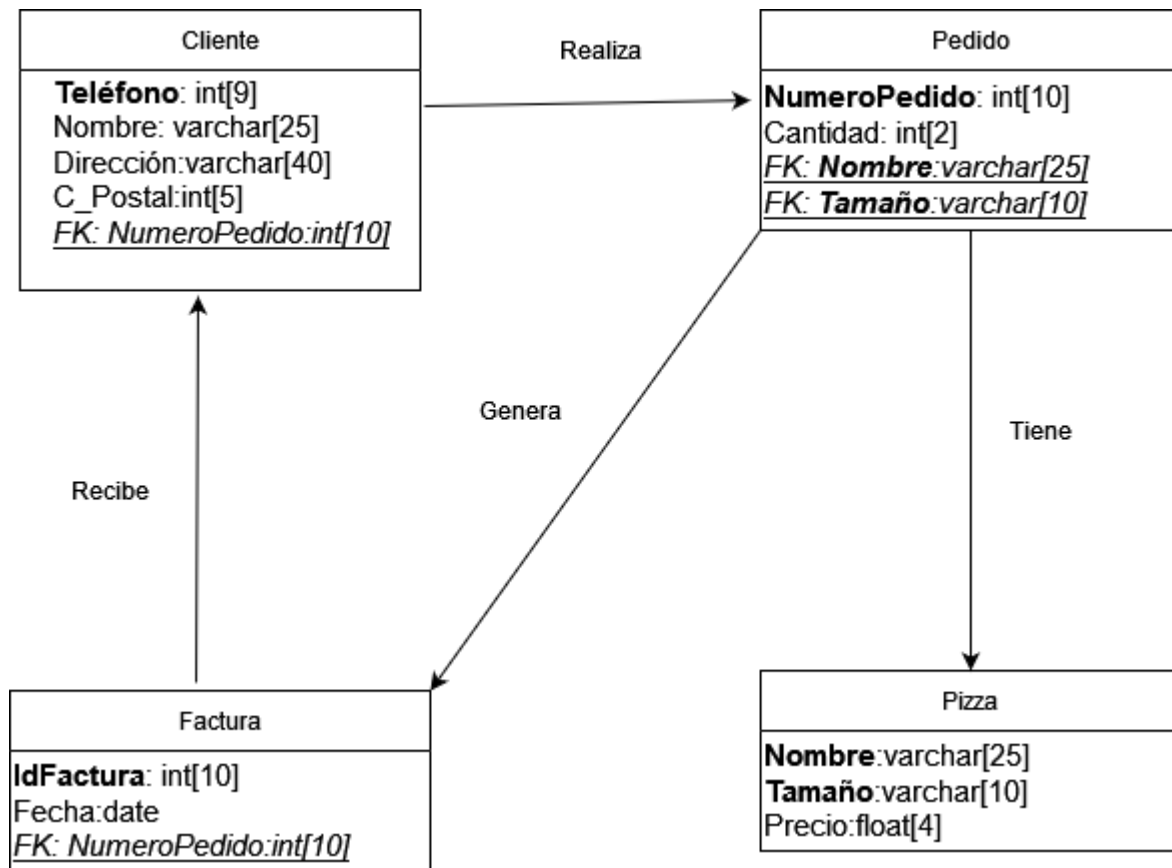 Cliente
Teléfono: int[9]
Nombre: varchar[25]
Dirección:varchar[40]
C_Postal:int[5]
FK: NumeroPedido:int[10]
Realiza
Pedido
NumeroPedido: int[10]
Cantidad: int[2]
FK: Nombre:varchar[25]
FK: Tamaño:varchar[10]
Genera
Tiene
Recibe
Factura
IdFactura: int[10]
Fecha:date
FK: NumeroPedido:int[10]
Pizza
Nombre:varchar[25]
Tamaño:varchar[10]
Precio:float[4]